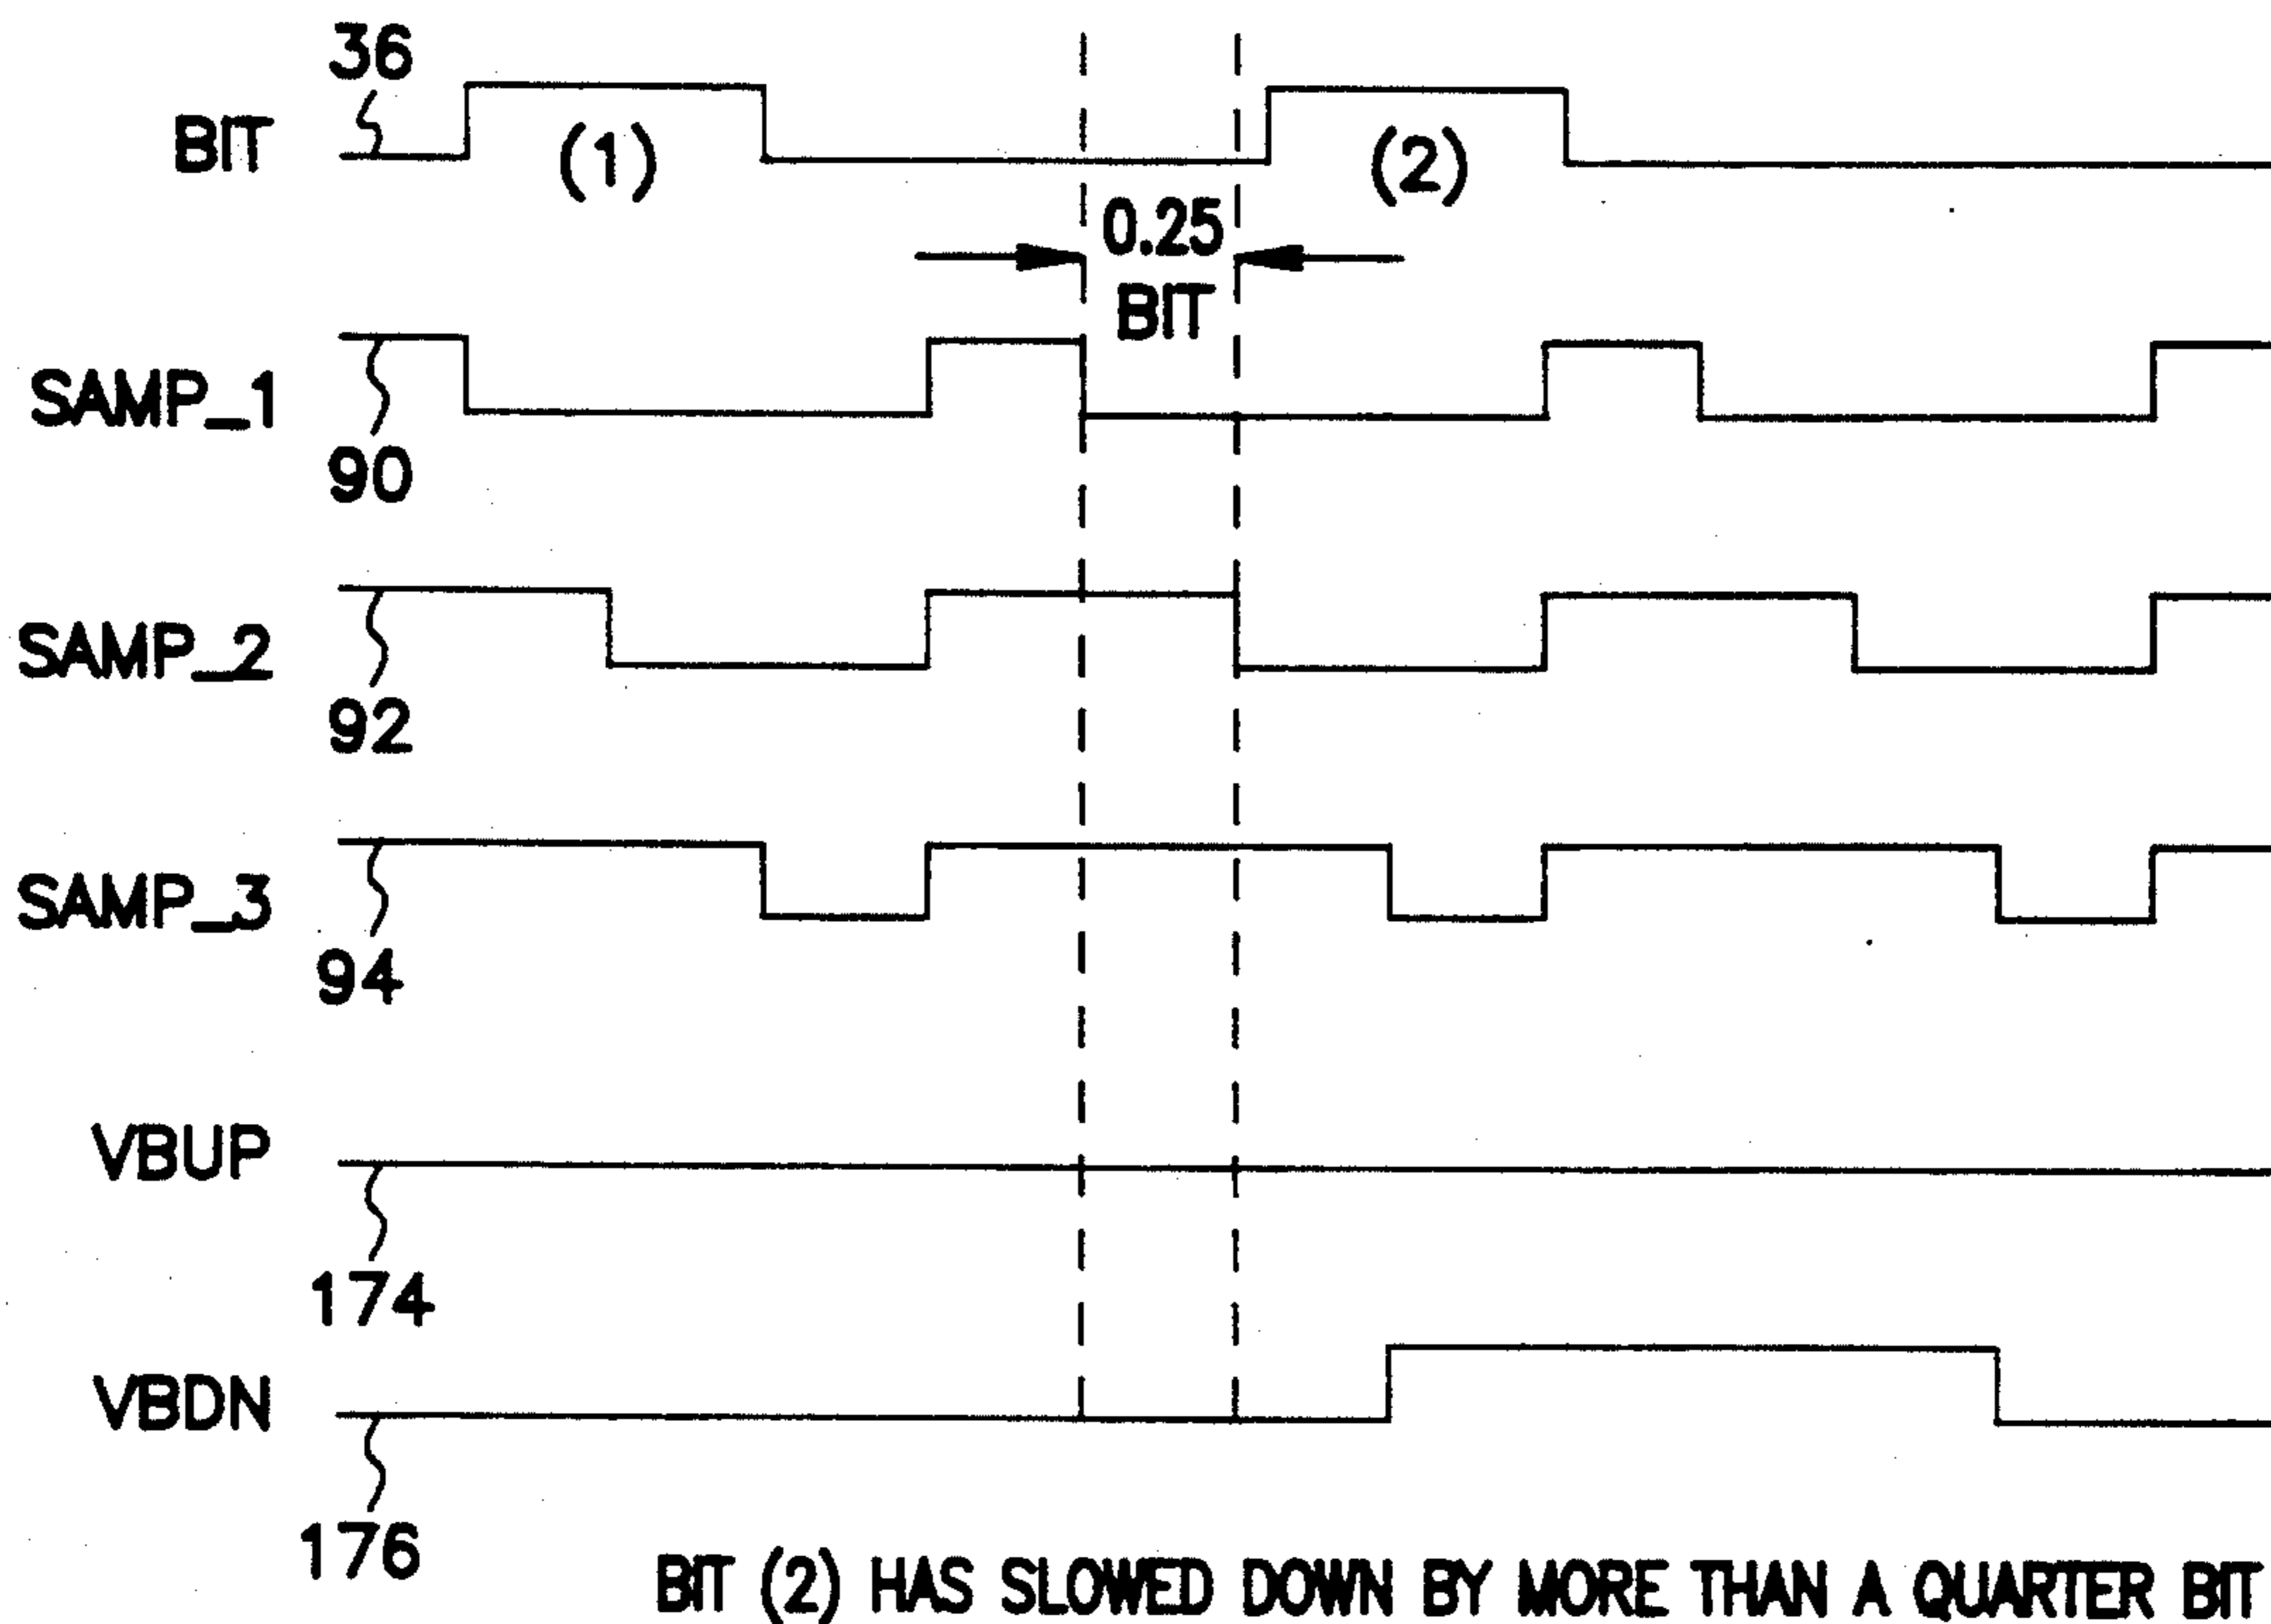 36
BIT
(1)
(2)
0.25
BIT
SAMP_1
90
SAMP_2
92
SAMP_3
94
VBUP
174
VBDN
176
BIT (2) HAS SLOWED DOWN BY MORE THAN A QUARTER BIT